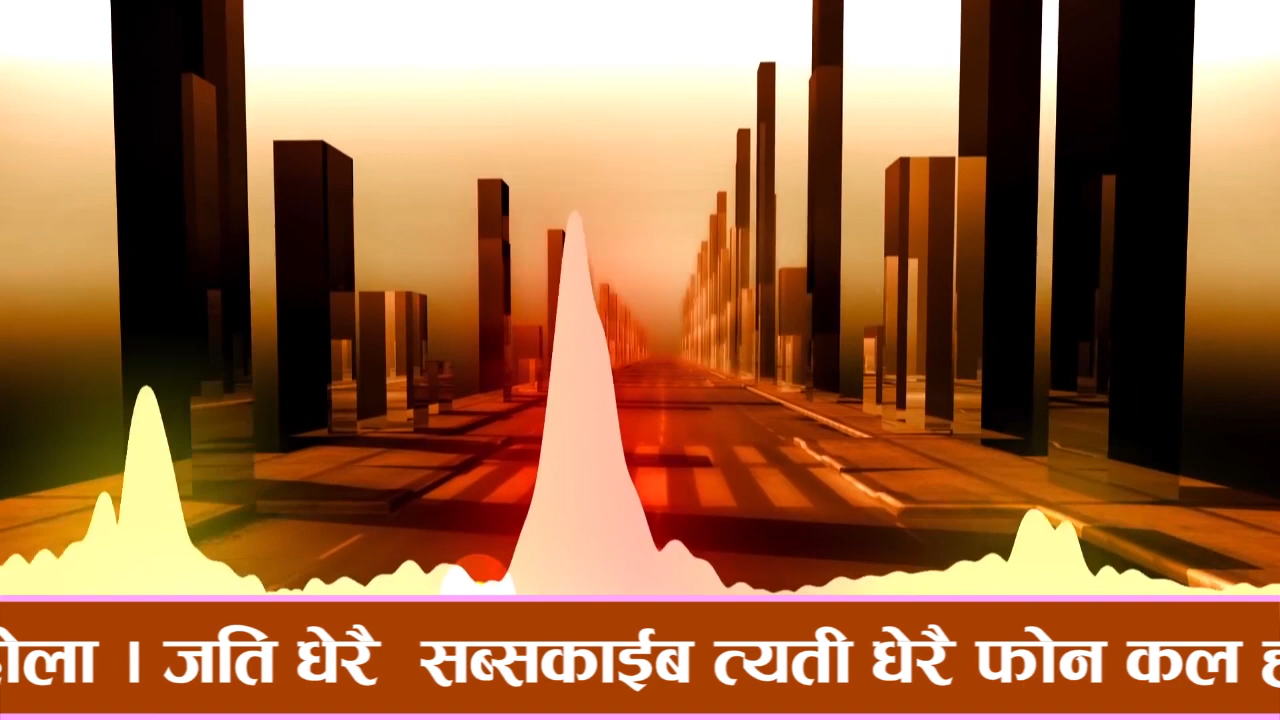 होला । जति धेरै सब्सकाईब त्यती धेरै फोन कल